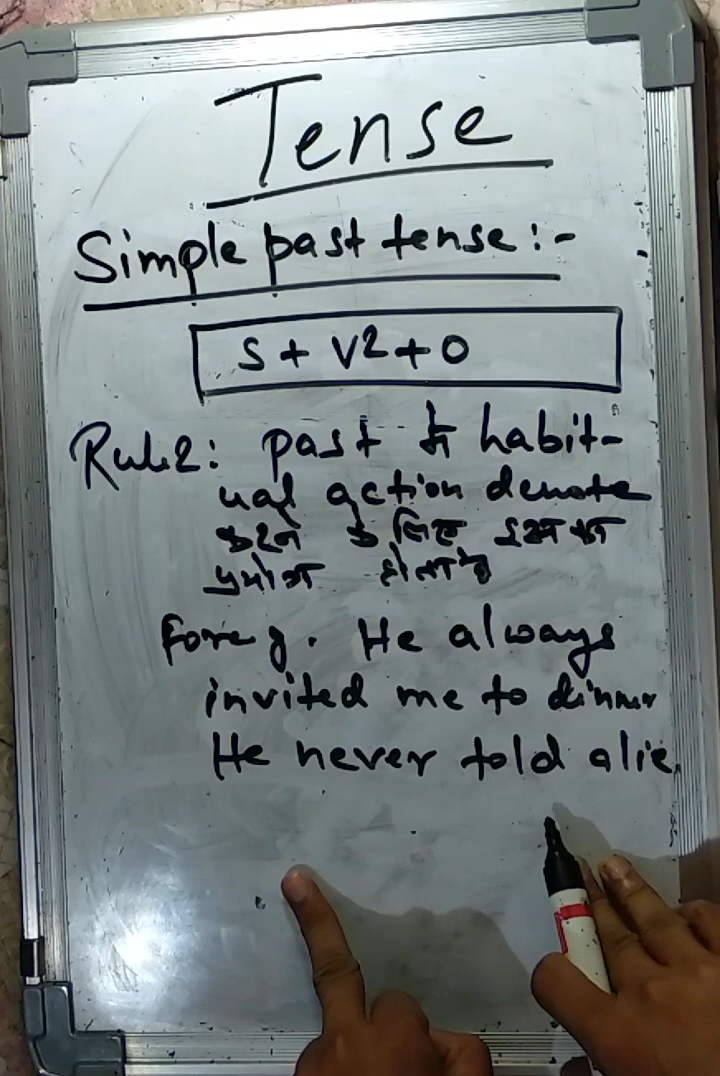 Tense
Simple past tense:-
S + V2 + O
Rule2: past के habit-
ual action denote
करने के लिए इसका
प्रयोग होता है
for eg. He always
invited me to dinner
He never told a lie.